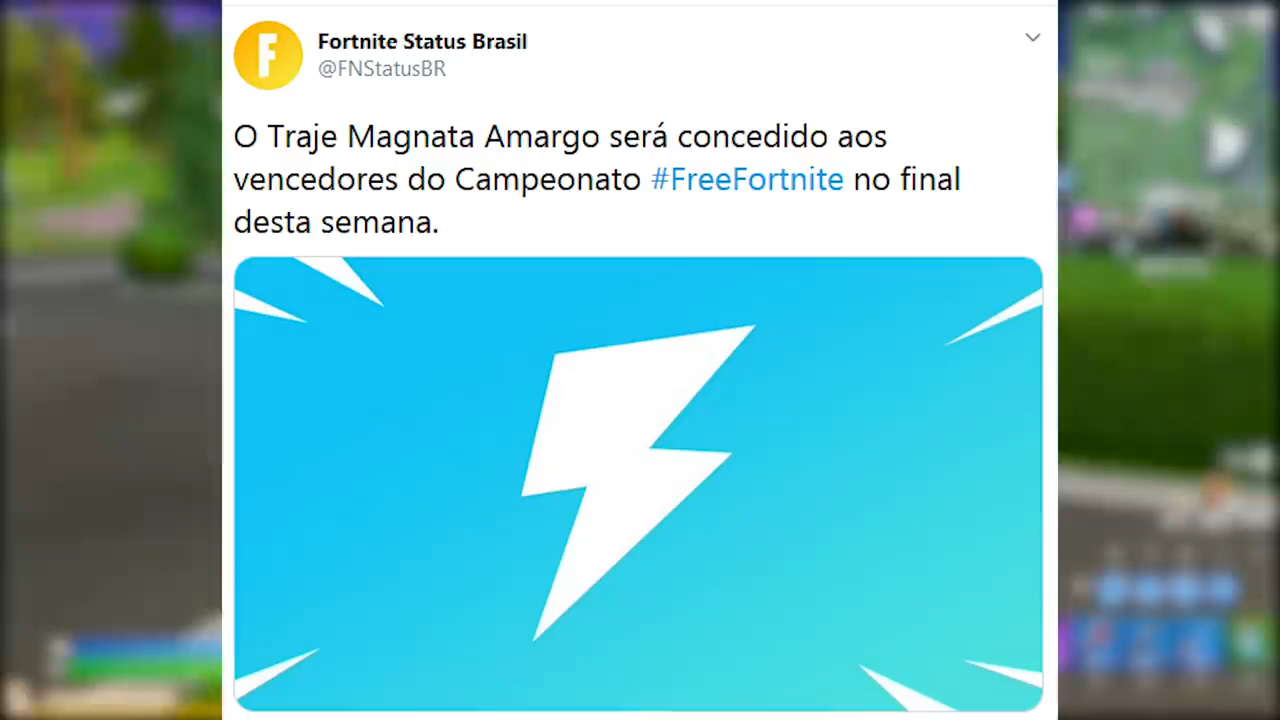 Fortnite Status Brasil
@FNStatusBR
O Traje Magnata Amargo será concedido aos
vencedores do Campeonato #FreeFortnite no final
desta semana.